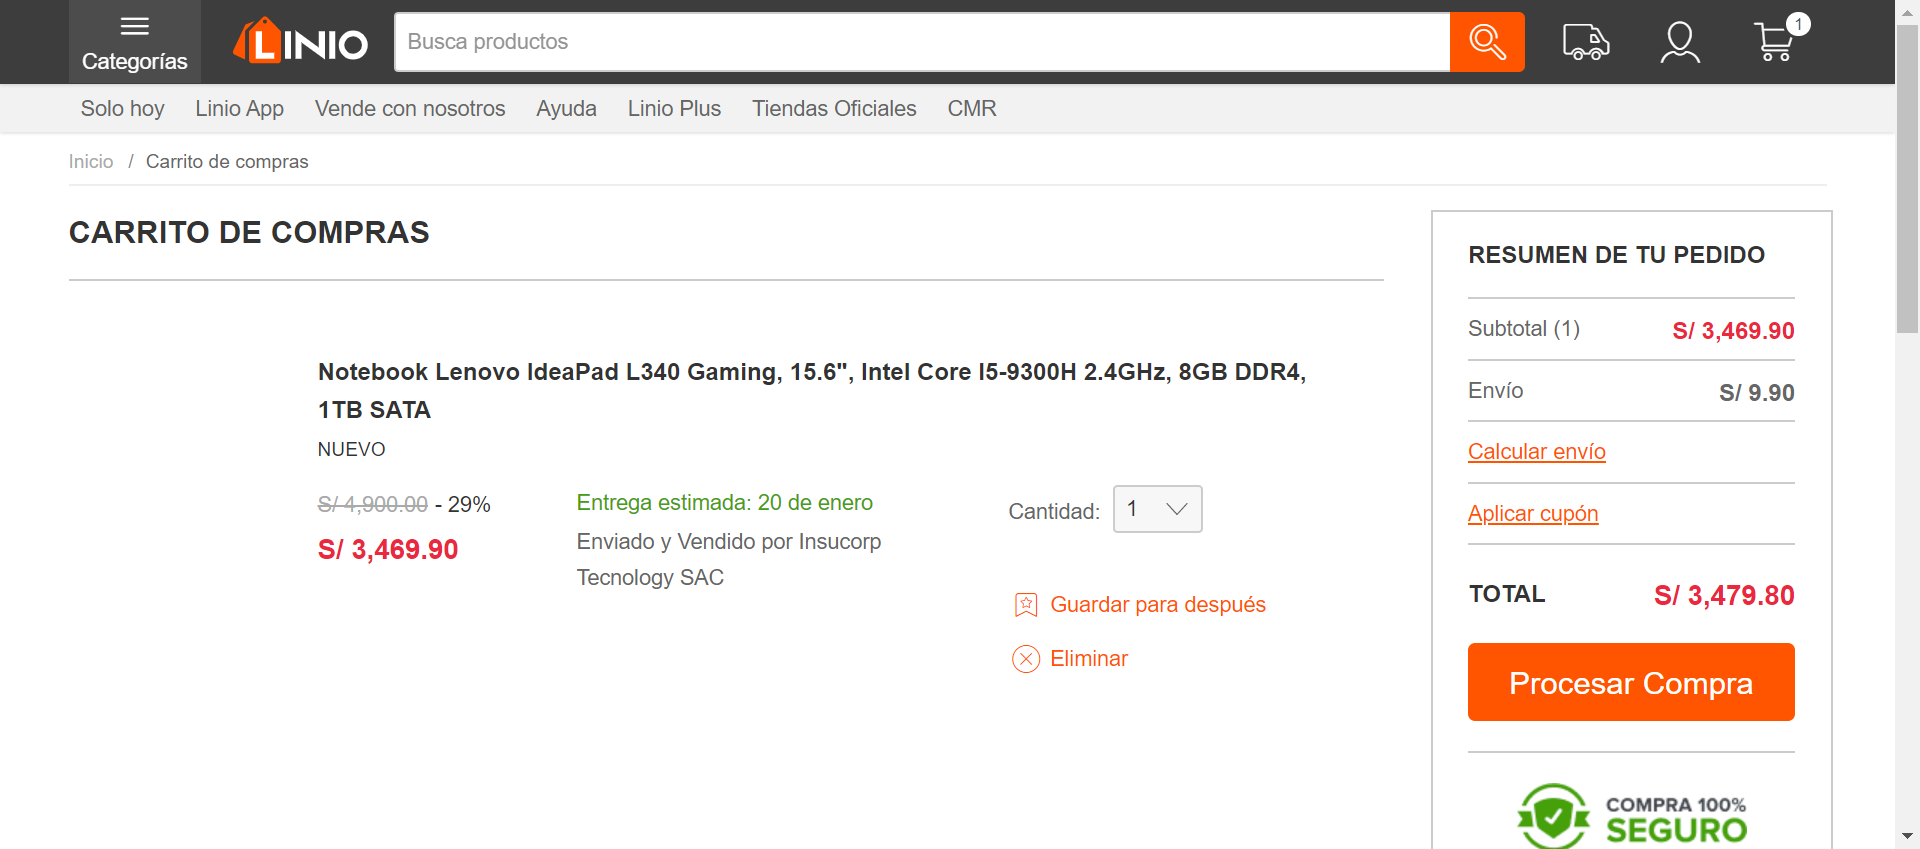 Categorías
LINIO
Busca productos
1
Solo hoy Linio App Vende con nosotros Ayuda Linio Plus Tiendas Oficiales CMR
Inicio / Carrito de compras
CARRITO DE COMPRAS
Notebook Lenovo IdeaPad L340 Gaming, 15.6", Intel Core I5-9300H 2.4GHz, 8GB DDR4,
1TB SATA
NUEVO
S/ 4,900.00 - 29%
S/ 3,469.90
Entrega estimada: 20 de enero
Enviado y Vendido por Insucorp
Tecnology SAC
Cantidad: 1
Guardar para después
Eliminar
RESUMEN DE TU PEDIDO
Subtotal (1) S/ 3,469.90
Envío S/ 9.90
Calcular envío
Aplicar cupón
TOTAL S/ 3,479.80
Procesar Compra
COMPRA 100%
SEGURO